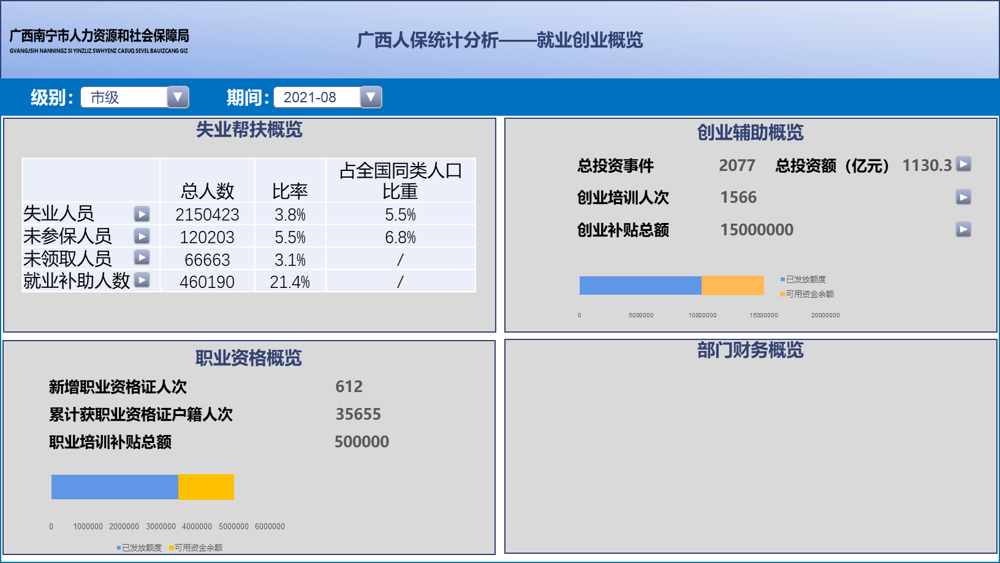 广西南宁市人力资源和社会保障局
GVANGJSIH NANNINGZ SI YINZLIZ SWHYENZ CAEUQ SEVEL BAUIZCANG GIZ
广西人保统计分析——就业创业概览
级别： 市级 期间： 2021-08
失业帮扶概览
总人数 比率 占全国同类人口
比重
失业人员 2150423 3.8% 5.5%
未参保人员 120203 5.5% 6.8%
未领取人员 66663 3.1% /
就业补助人数 460190 21.4% /
创业辅助概览
总投资事件 2077 总投资额（亿元） 1130.3
创业培训人次 1566
创业补贴总额 15000000
已发放额度
可用资金余额
0 5000000 10000000 15000000 20000000
职业资格概览
新增职业资格证人次 612
累计获职业资格证户籍人次 35655
职业培训补贴总额 500000
0 1000000 2000000 3000000 4000000 5000000 6000000
已发放额度 可用资金余额
部门财务概览